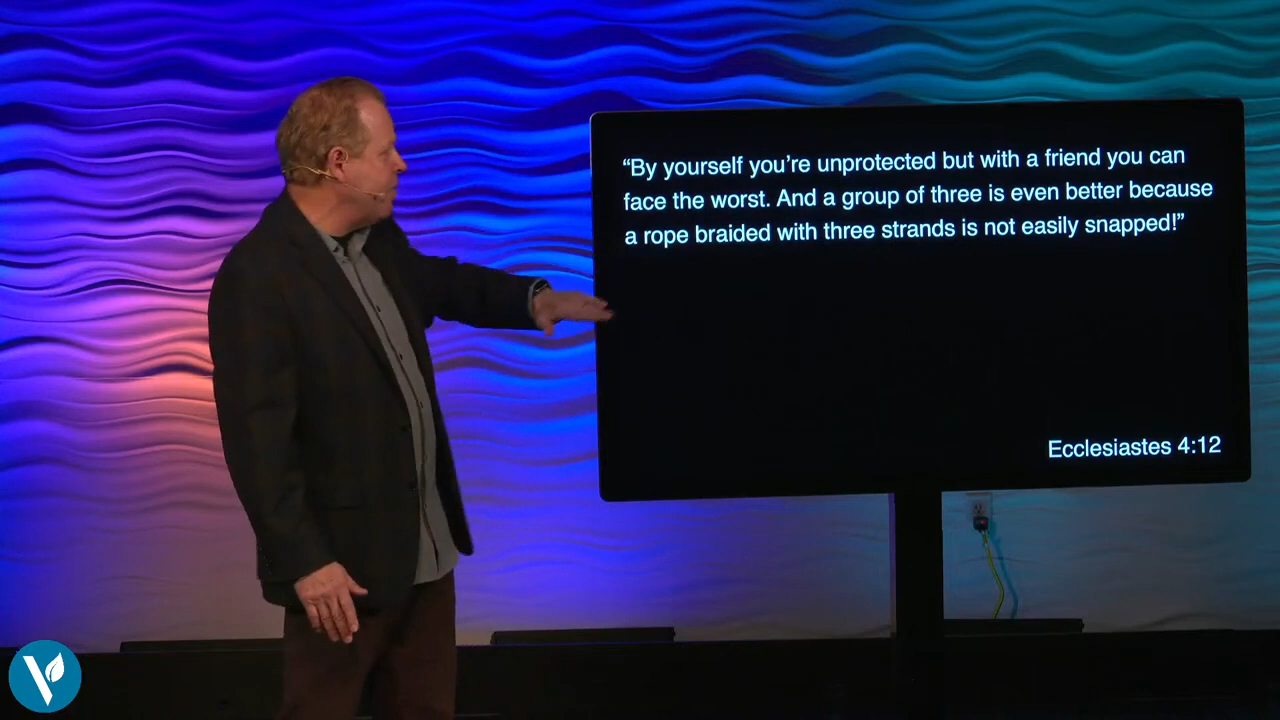 “By yourself you’re unprotected but with a friend you can
face the worst. And a group of three is even better because
a rope braided with three strands is not easily snapped!”
Ecclesiastes 4:12